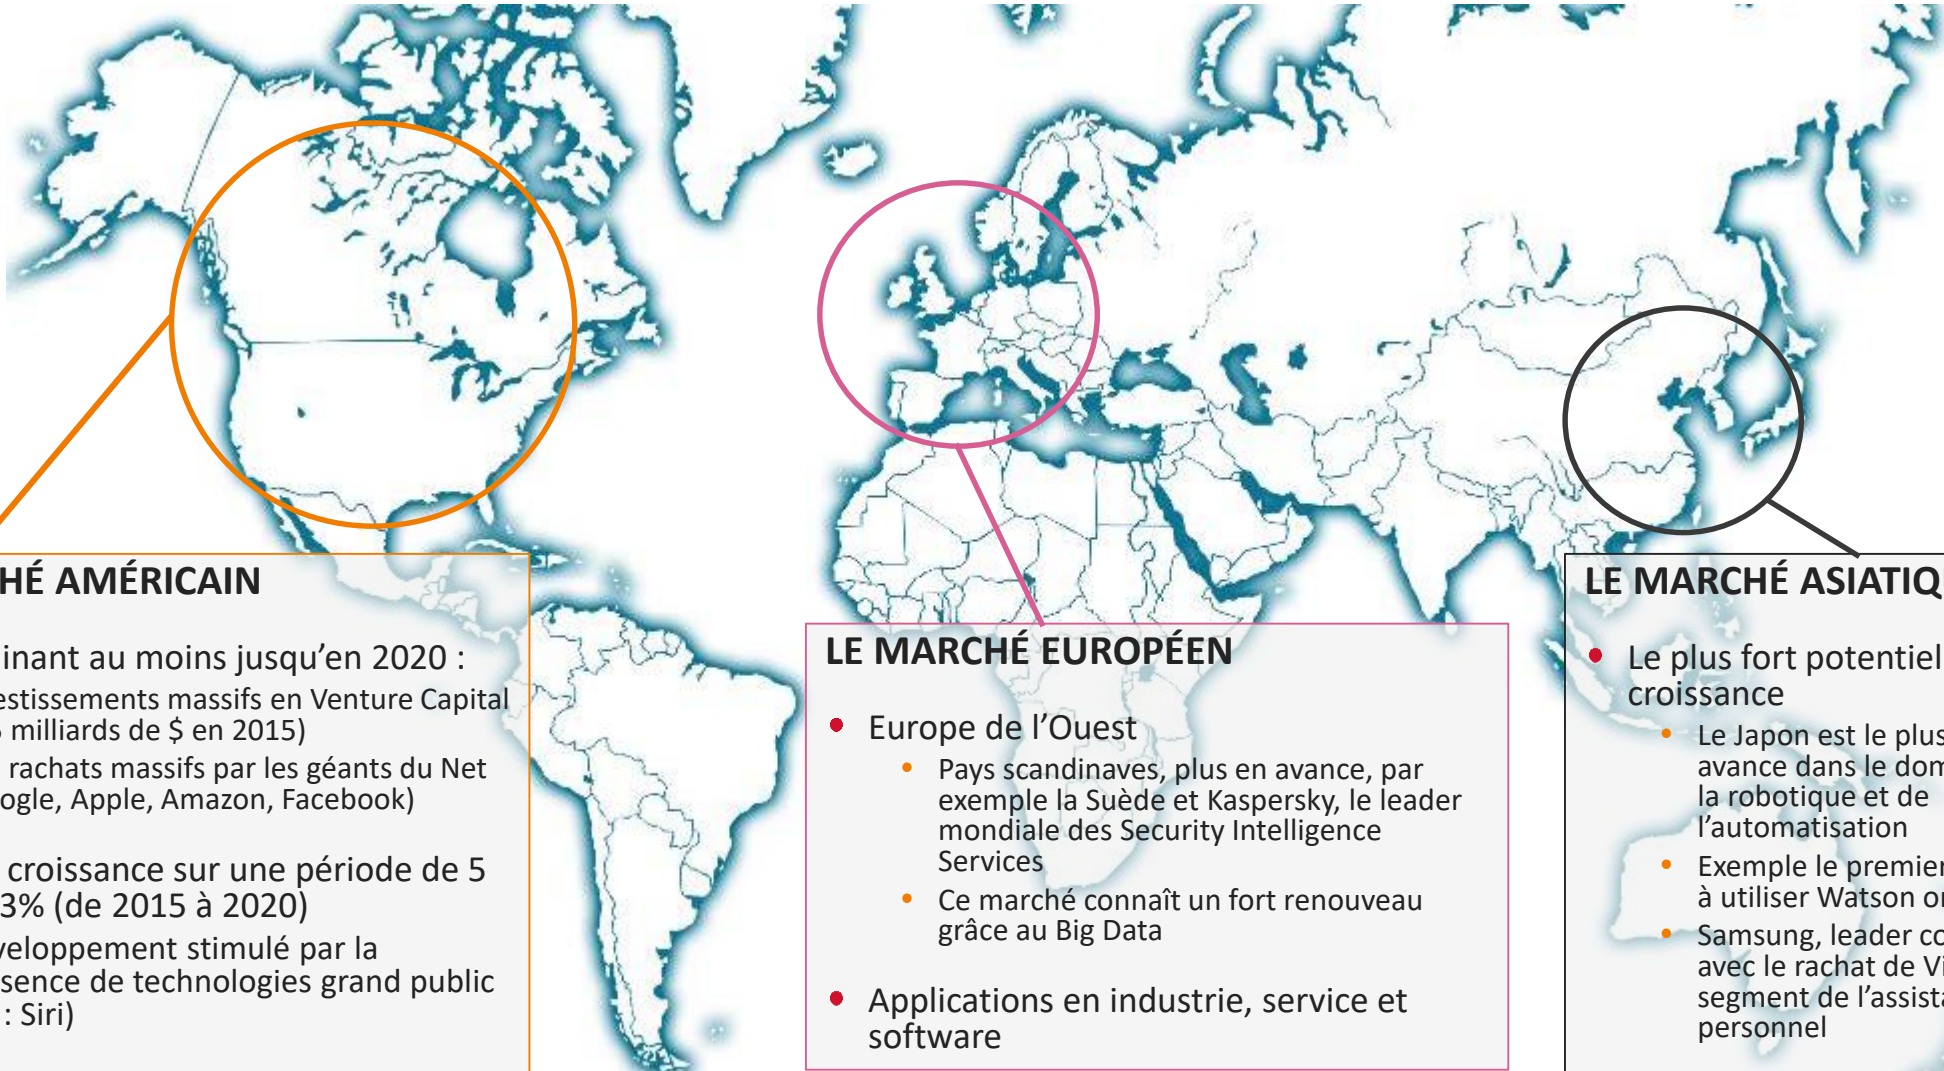 HÉ AMÉRICAIN
inant au moins jusqu’en 2020 :
estissements massifs en Venture Capital
milliards de $ en 2015)
rachats massifs par les géants du Net
ogle, Apple, Amazon, Facebook)
croissance sur une période de 5
3% (de 2015 à 2020)
veloppement stimulé par la
sence de technologies grand public
: Siri)
LE MARCHÉ EUROPÉEN
• Europe de l’Ouest
• Pays scandinaves, plus en avance, par
exemple la Suède et Kaspersky, le leader
mondiale des Security Intelligence
Services
• Ce marché connaît un fort renouveau
grâce au Big Data
• Applications en industrie, service et
software
LE MARCHÉ ASIATIQ
• Le plus fort potentiel
croissance
• Le Japon est le plus
avance dans le dom
la robotique et de
l’automatisation
• Exemple le premier
à utiliser Watson or
• Samsung, leader co
avec le rachat de Vi
segment de l’assista
personnel